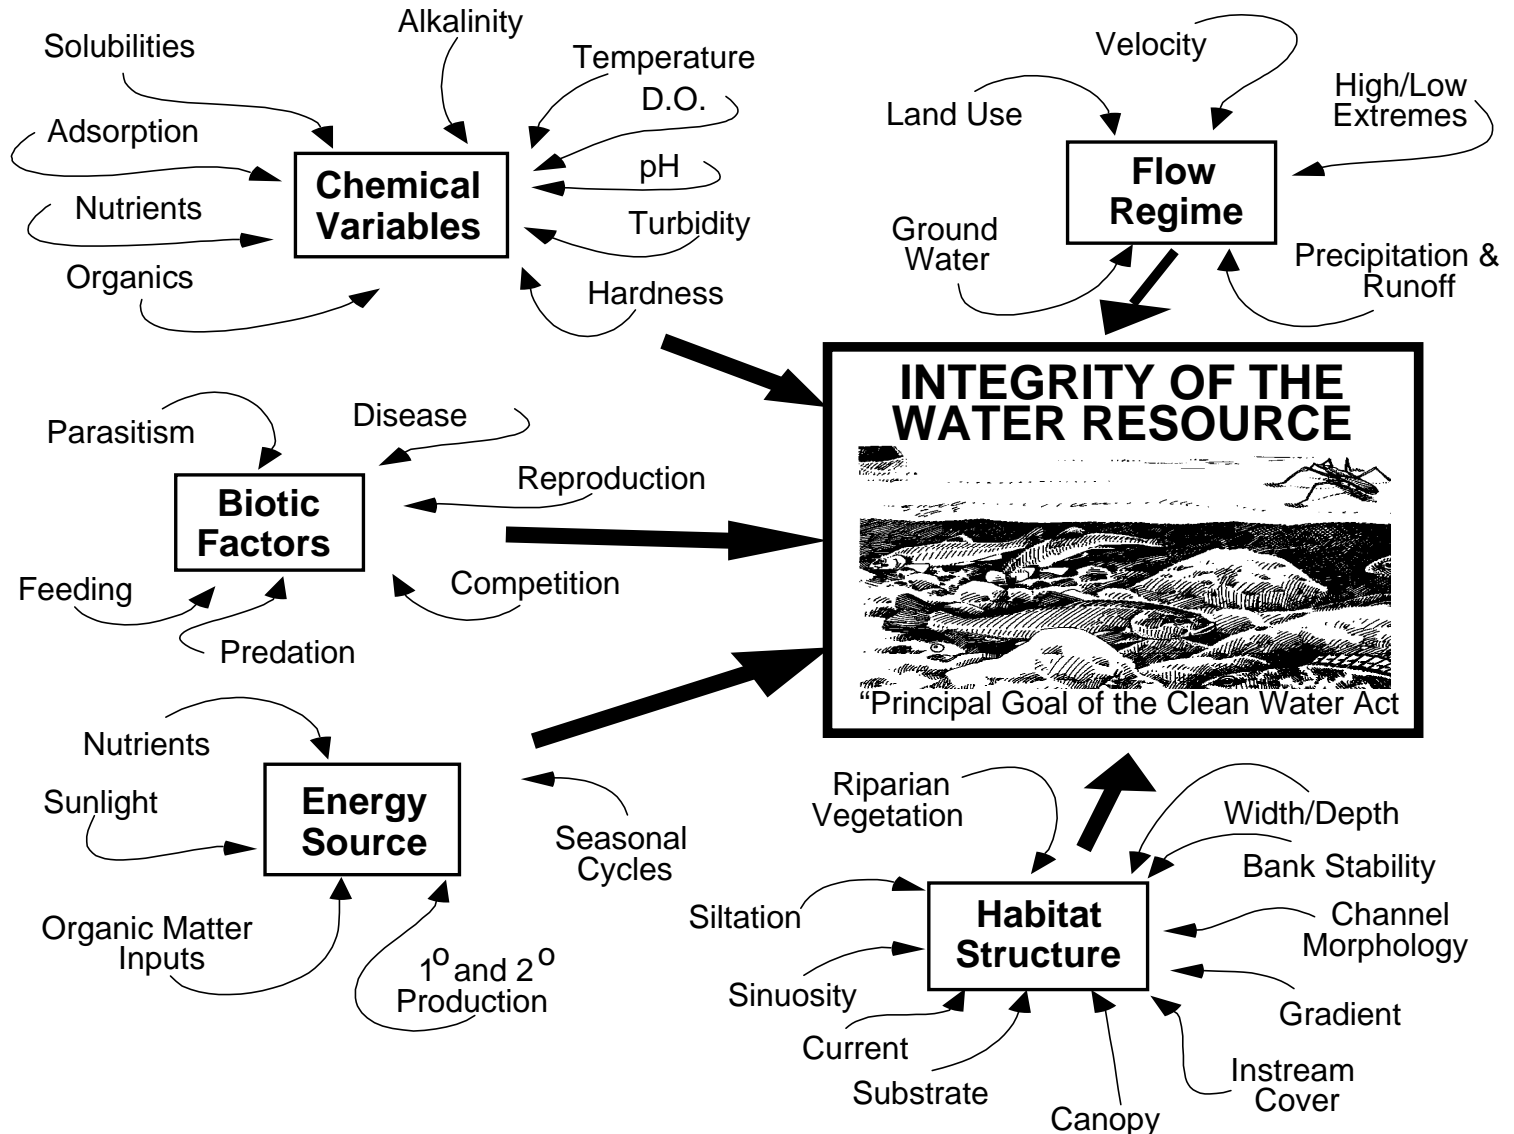 Solubilities
Alkalinity
Temperature
D.O.
Adsorption
pH
Nutrients
Turbidity
Organics
Hardness
Chemical
Variables
Velocity
Land Use
High/Low
Extremes
Flow
Regime
Ground
Water
Precipitation &
Runoff
INTEGRITY OF THE
WATER RESOURCE
“Principal Goal of the Clean Water Act
Parasitism
Disease
Reproduction
Biotic
Factors
Feeding
Competition
Predation
Nutrients
Sunlight
Energy
Source
Seasonal
Cycles
Organic Matter
Inputs
1o and 2o
Production
Riparian
Vegetation
Width/Depth
Bank Stability
Siltation
Habitat
Structure
Channel
Morphology
Sinuosity
Gradient
Current
Substrate
Canopy
Instream
Cover